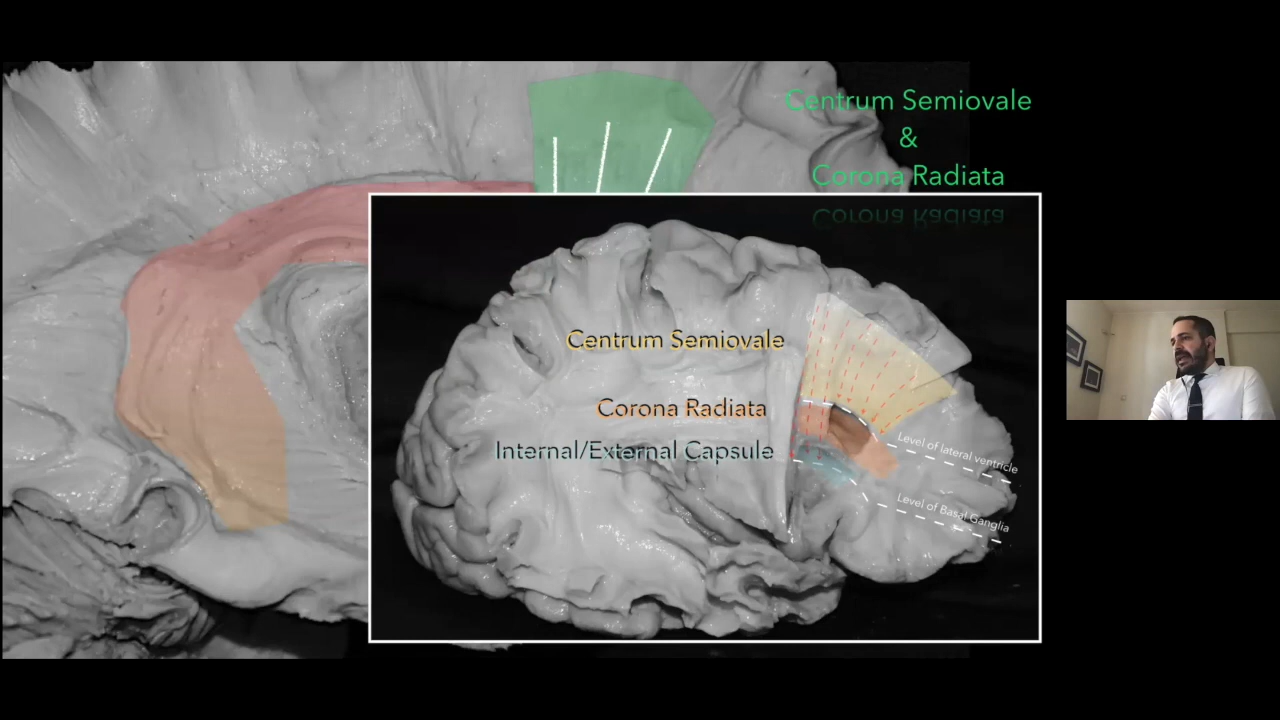 Centrum Semiovale
&
Corona Radiata
Centrum Semiovale
Corona Radiata
Internal/External Capsule
Level of lateral ventricle
Level of Basal Ganglia